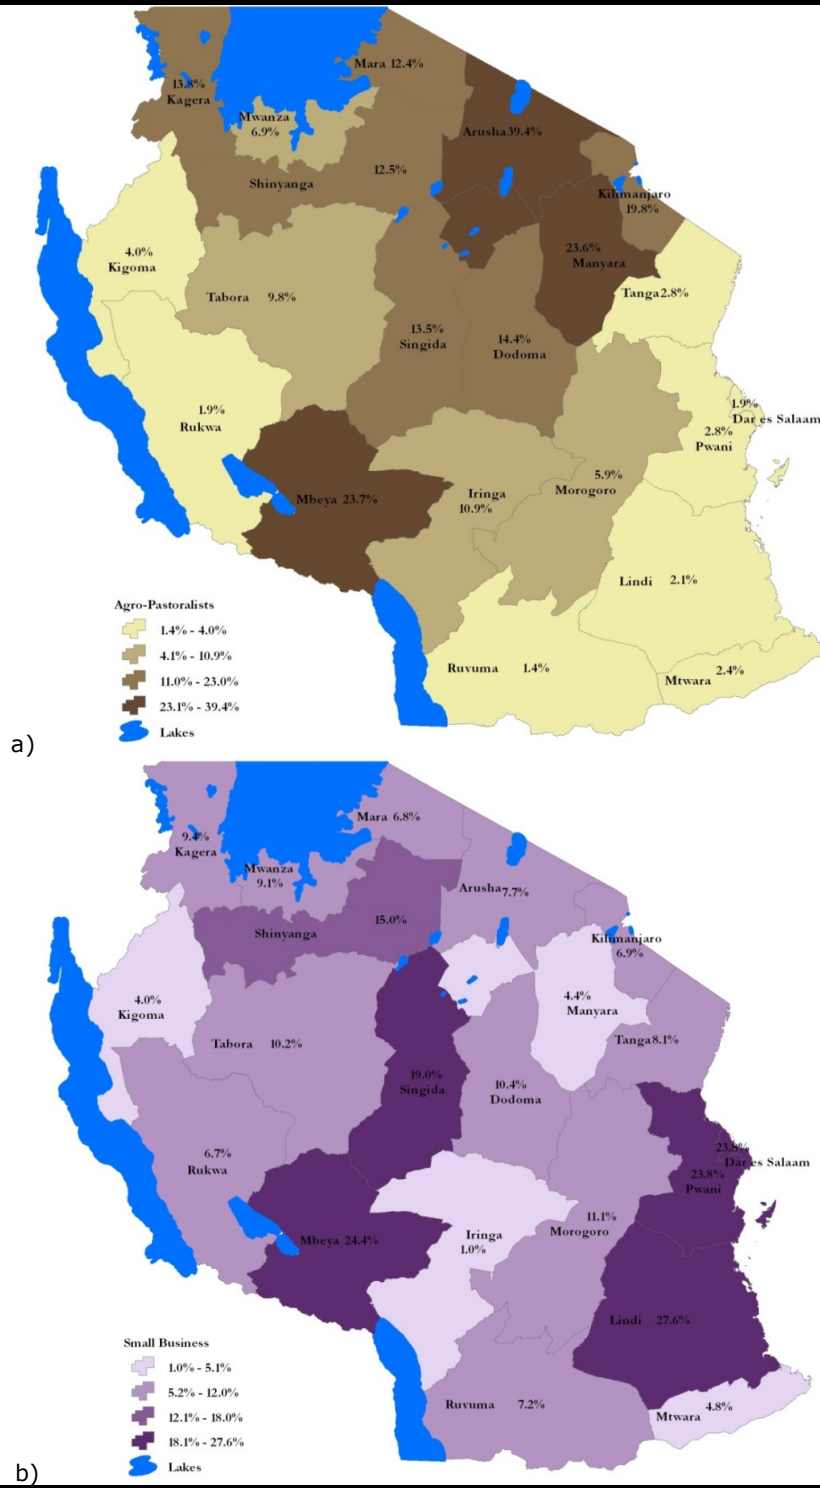 Mara 12.4%
13.8%
Kagera
Mwanza
6.9%
Arusha 39.4%
12.5%
Shinyanga
Kilimanjaro
19.8%
4.0%
Kigoma
23.6%
Manyara
Tabora 9.8%
Tanga 2.8%
13.5%
Singida
14.4%
Dodoma
1.9%
Rukwa
1.9%
Dar es Salaam
2.8%
Pwani
5.9%
Morogoro
Mbeya 23.7%
Iringa
10.9%
Lindi 2.1%
Ruvuma 1.4%
2.4%
Mtwara
Agro-Pastoralists
1.4% - 4.0%
4.1% - 10.9%
11.0% - 23.0%
23.1% - 39.4%
Lakes
a)
Mara 6.8%
9.4%
Kagera
Mwanza
9.1%
Arusha 7.7%
15.0%
Shinyanga
Kilimanjaro
6.9%
4.0%
Kigoma
4.4%
Manyara
Tabora 10.2%
Tanga 8.1%
19.0%
Singida
10.4%
Dodoma
6.7%
Rukwa
23.8%
Dar es Salaam
23.8%
Pwani
11.1%
Morogoro
Mbeya 24.4%
Iringa
1.0%
Lindi 27.6%
Ruvuma 7.2%
4.8%
Mtwara
Small Business
1.0% - 5.1%
5.2% - 12.0%
12.1% - 18.0%
18.1% - 27.6%
Lakes
b)